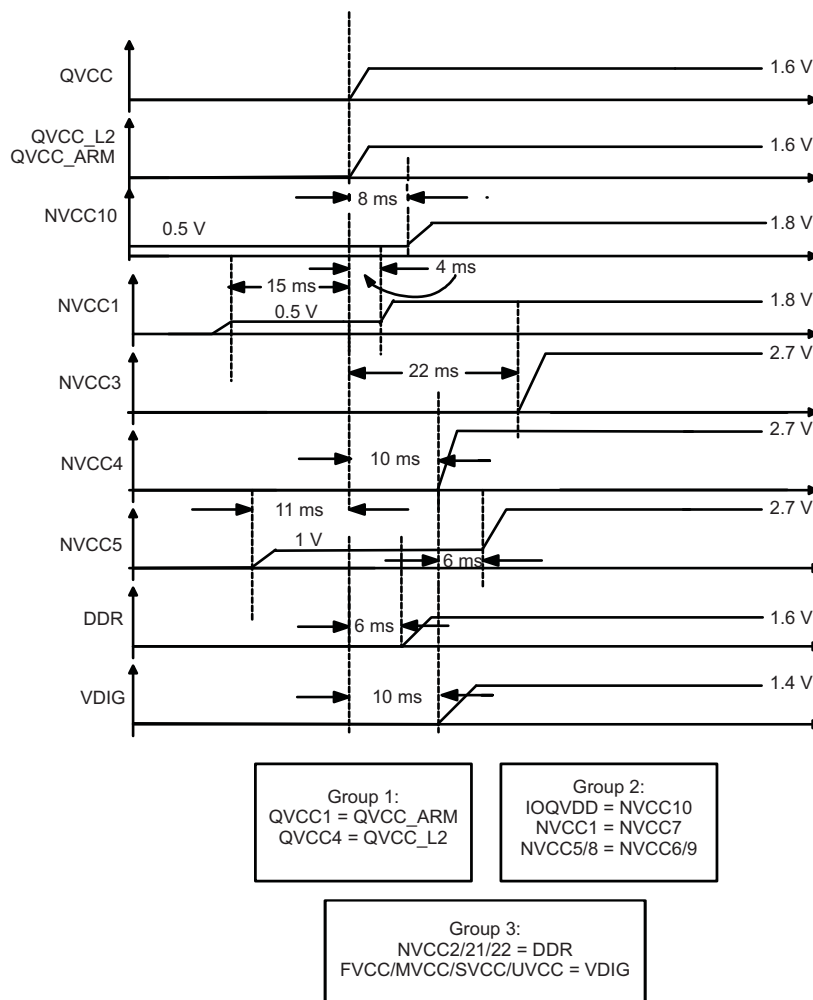 QVCC
1.6 V
QVCC_L2
QVCC_ARM
1.6 V
8 ms
NVCC10
0.5 V
1.8 V
4 ms
15 ms
NVCC1
0.5 V
1.8 V
22 ms
NVCC3
2.7 V
NVCC4
10 ms
2.7 V
11 ms
NVCC5
1 V
2.7 V
6 ms
DDR
6 ms
1.6 V
VDIG
10 ms
1.4 V
Group 1:
QVCC1 = QVCC_ARM
QVCC4 = QVCC_L2
Group 2:
IOQVDD = NVCC10
NVCC1 = NVCC7
NVCC5/8 = NVCC6/9
Group 3:
NVCC2/21/22 = DDR
FVCC/MVCC/SVCC/UVCC = VDIG